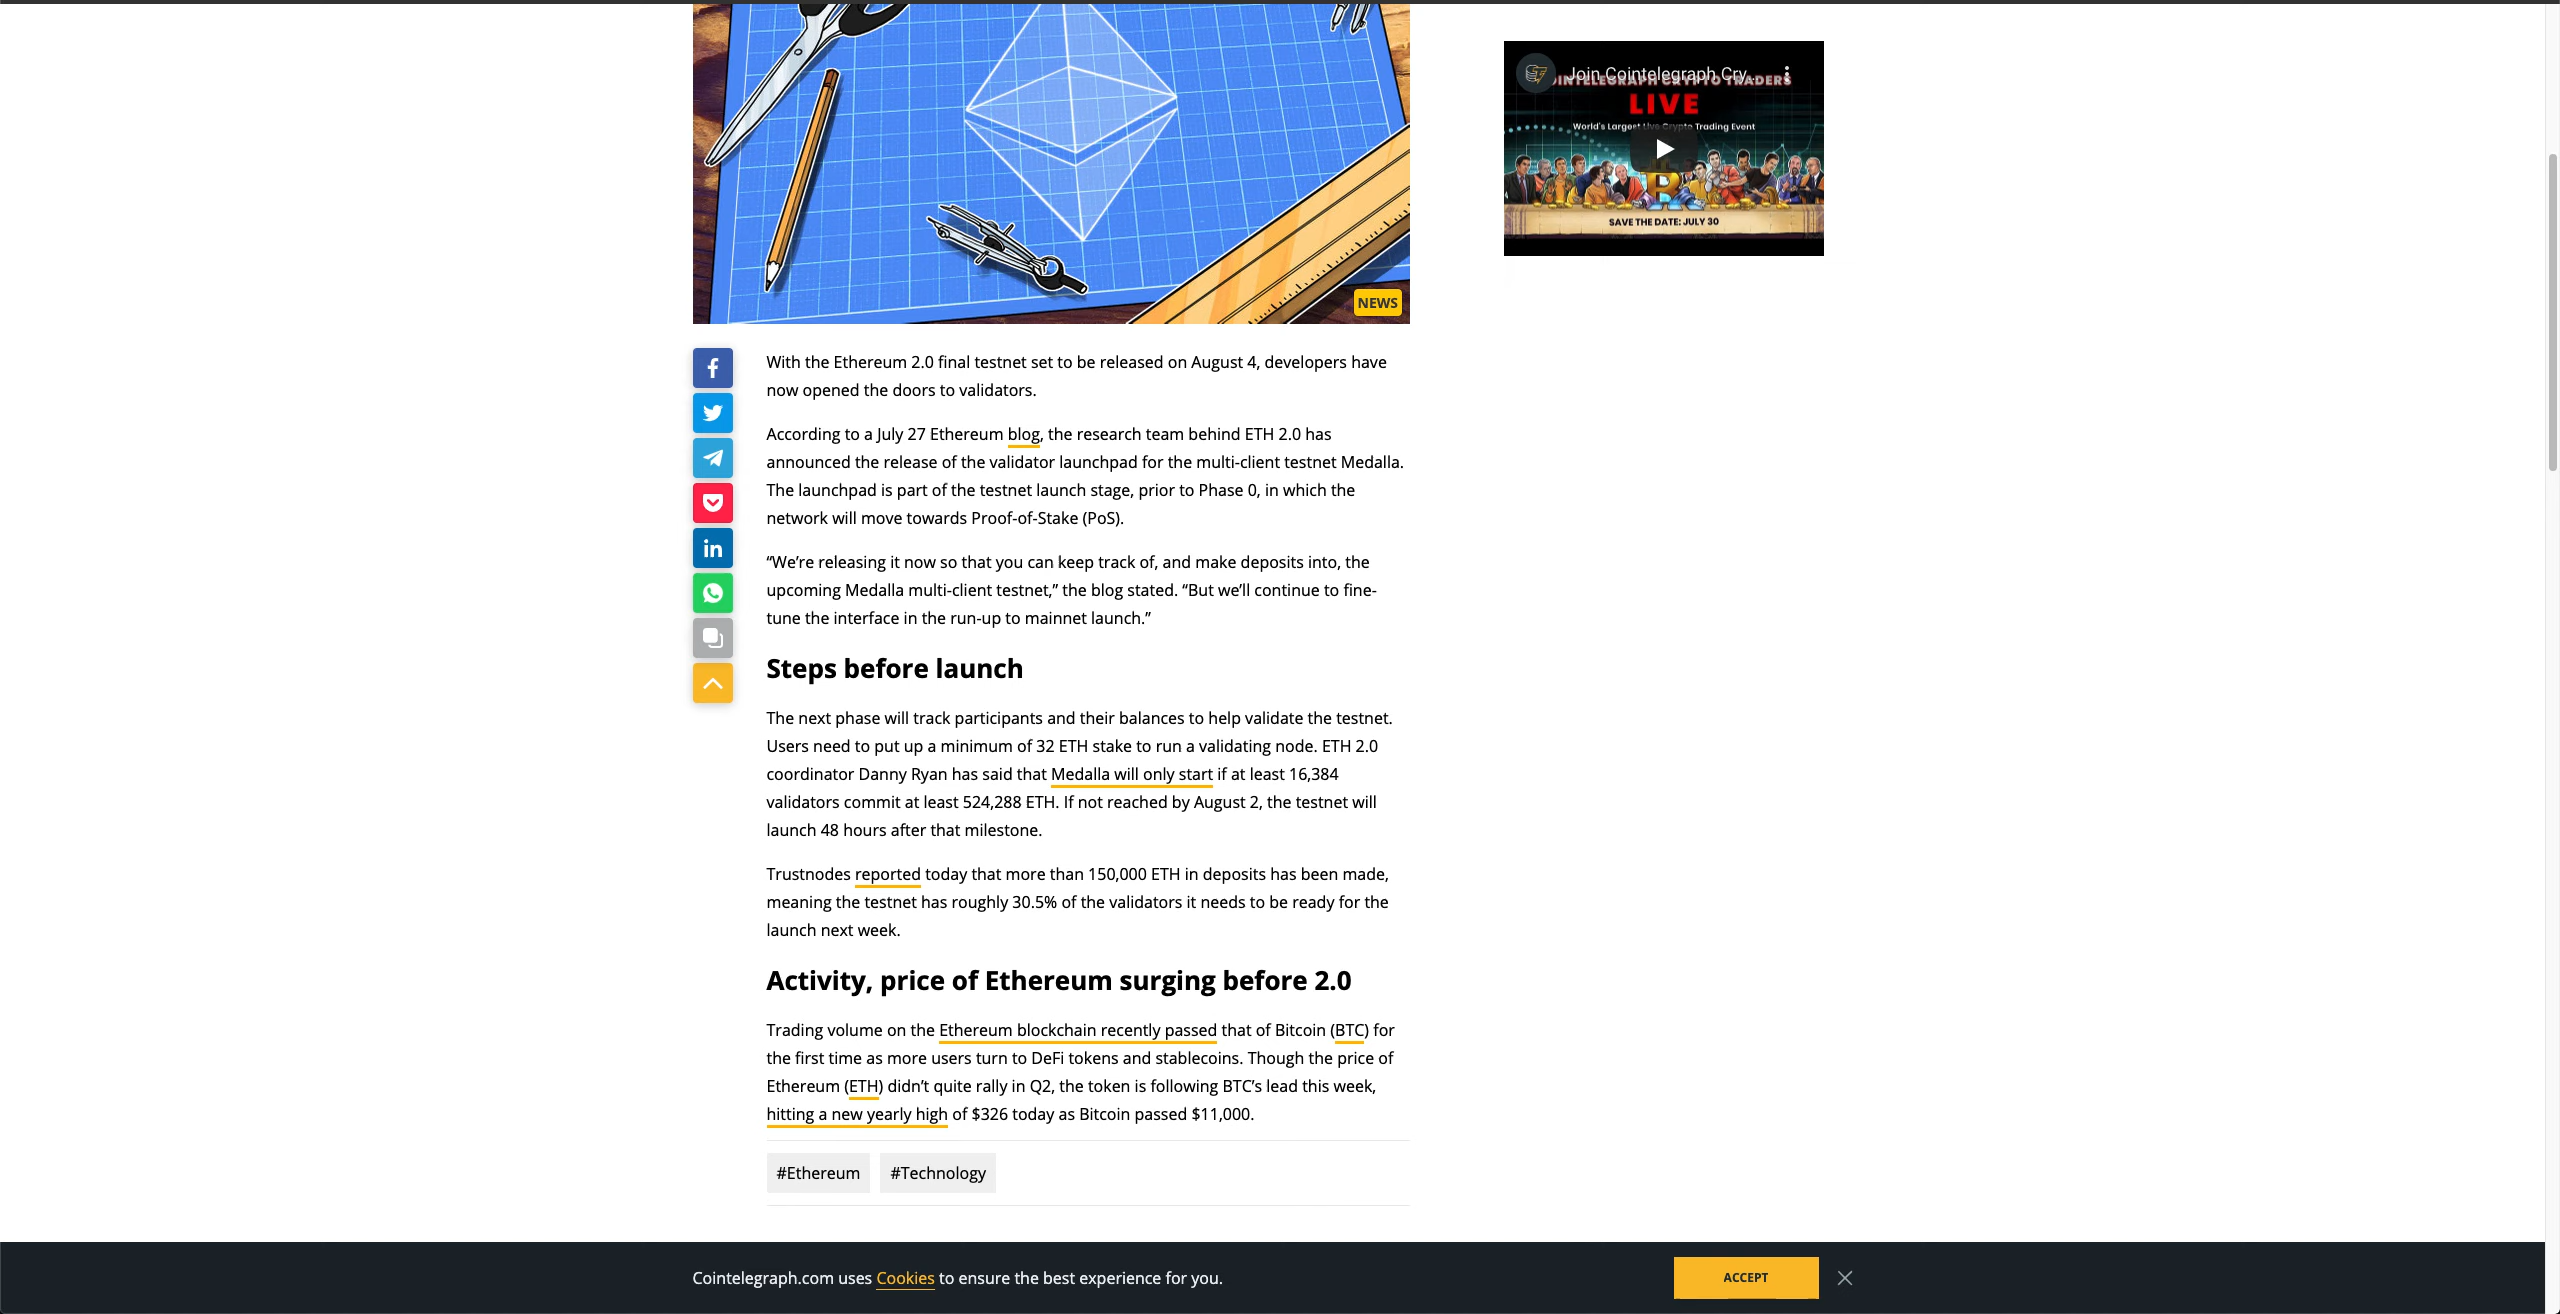 NEWS
Join Cointelegraph Cry...
COINTELEGRAPH CRYPTO TRADERS
LIVE
World's Largest Live Crypto Trading Event
SAVE THE DATE: JULY 30
With the Ethereum 2.0 final testnet set to be released on August 4, developers have
now opened the doors to validators.
According to a July 27 Ethereum blog, the research team behind ETH 2.0 has
announced the release of the validator launchpad for the multi-client testnet Medalla.
The launchpad is part of the testnet launch stage, prior to Phase 0, in which the
network will move towards Proof-of-Stake (PoS).
“We’re releasing it now so that you can keep track of, and make deposits into, the
upcoming Medalla multi-client testnet,” the blog stated. “But we’ll continue to fine-
tune the interface in the run-up to mainnet launch.”
Steps before launch
The next phase will track participants and their balances to help validate the testnet.
Users need to put up a minimum of 32 ETH stake to run a validating node. ETH 2.0
coordinator Danny Ryan has said that Medalla will only start if at least 16,384
validators commit at least 524,288 ETH. If not reached by August 2, the testnet will
launch 48 hours after that milestone.
Trustnodes reported today that more than 150,000 ETH in deposits has been made,
meaning the testnet has roughly 30.5% of the validators it needs to be ready for the
launch next week.
Activity, price of Ethereum surging before 2.0
Trading volume on the Ethereum blockchain recently passed that of Bitcoin (BTC) for
the first time as more users turn to DeFi tokens and stablecoins. Though the price of
Ethereum (ETH) didn’t quite rally in Q2, the token is following BTC’s lead this week,
hitting a new yearly high of $326 today as Bitcoin passed $11,000.
#Ethereum #Technology
Cointelegraph.com uses Cookies to ensure the best experience for you.
ACCEPT